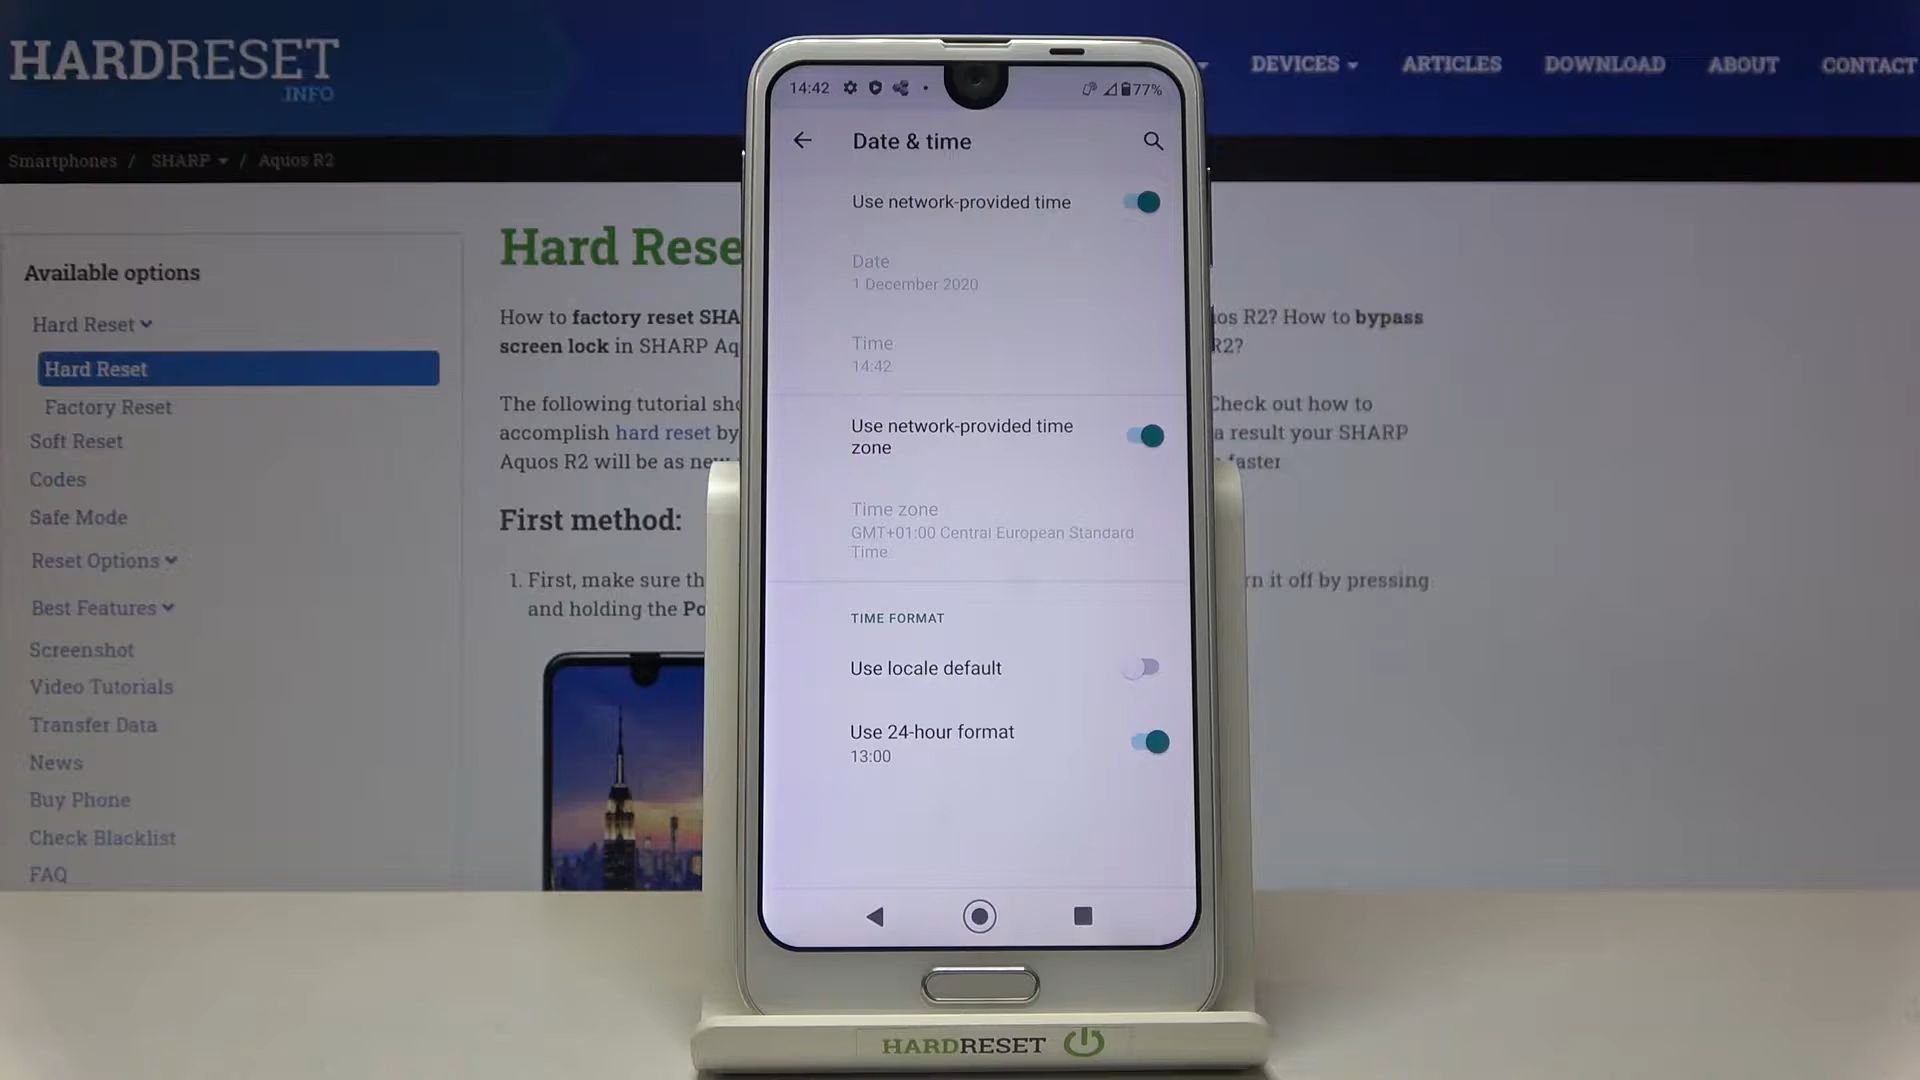 HARDRESET
.INFO
DEVICES
ARTICLES
DOWNLOAD
ABOUT
CONTACT
Smartphones / SHARP / Aquos R2
Available options
Hard Reset
Hard Reset
Factory Reset
Soft Reset
Codes
Safe Mode
Reset Options
Best Features
Screenshot
Video Tutorials
Transfer Data
News
Buy Phone
Check Blacklist
FAQ
Hard Rese
How to factory reset SHA os R2? How to bypass
screen lock in SHARP Aq R2?
The following tutorial sho Check out how to
accomplish hard reset by a result your SHARP
Aquos R2 will be as new faster
First method:
1. First, make sure th rn it off by pressing
and holding the Po
14:42
77%
Date & time
Use network-provided time
Date
1 December 2020
Time
14:42
Use network-provided time
zone
Time zone
GMT+01:00 Central European Standard
Time
TIME FORMAT
Use locale default
Use 24-hour format
13:00
HARDRESET